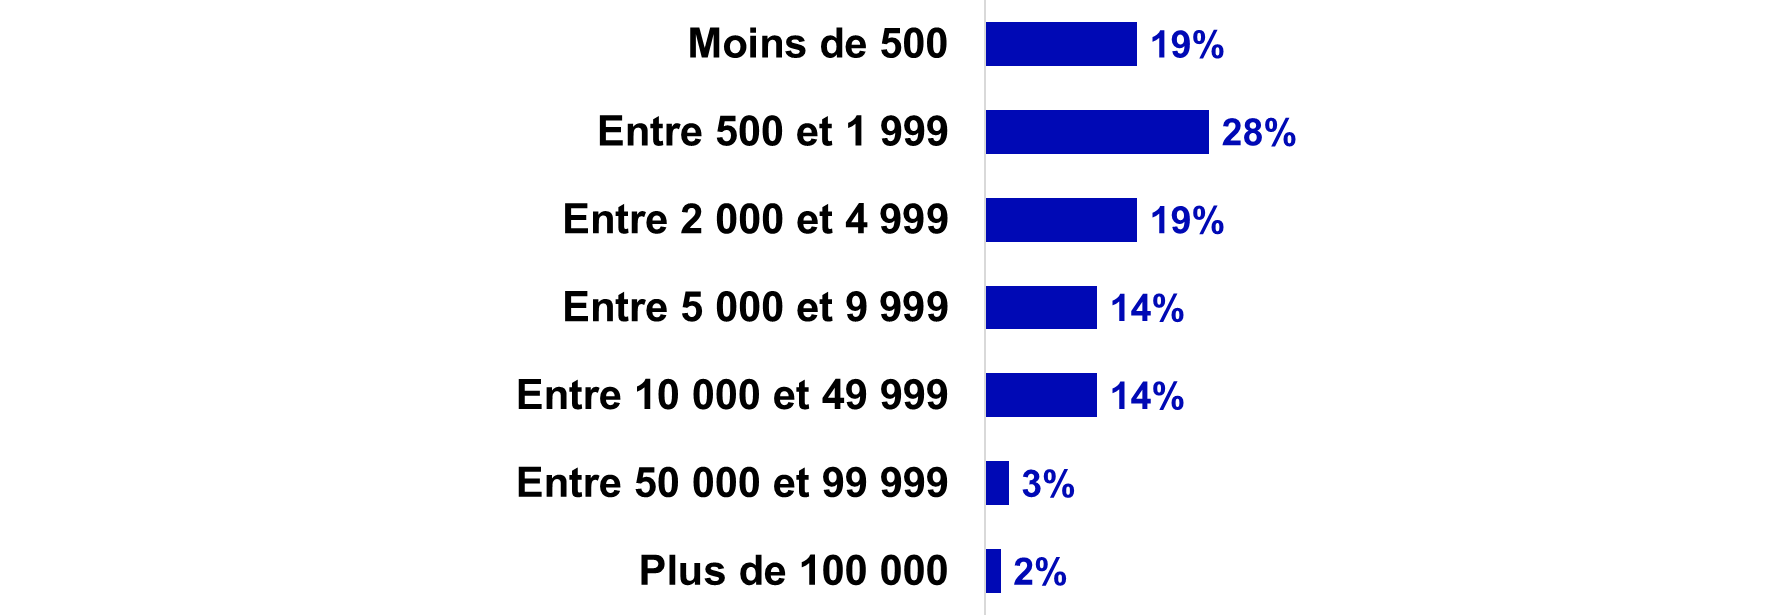 Moins de 500 19%
Entre 500 et 1 999 28%
Entre 2 000 et 4 999 19%
Entre 5 000 et 9 999 14%
Entre 10 000 et 49 999 14%
Entre 50 000 et 99 999 3%
Plus de 100 000 2%